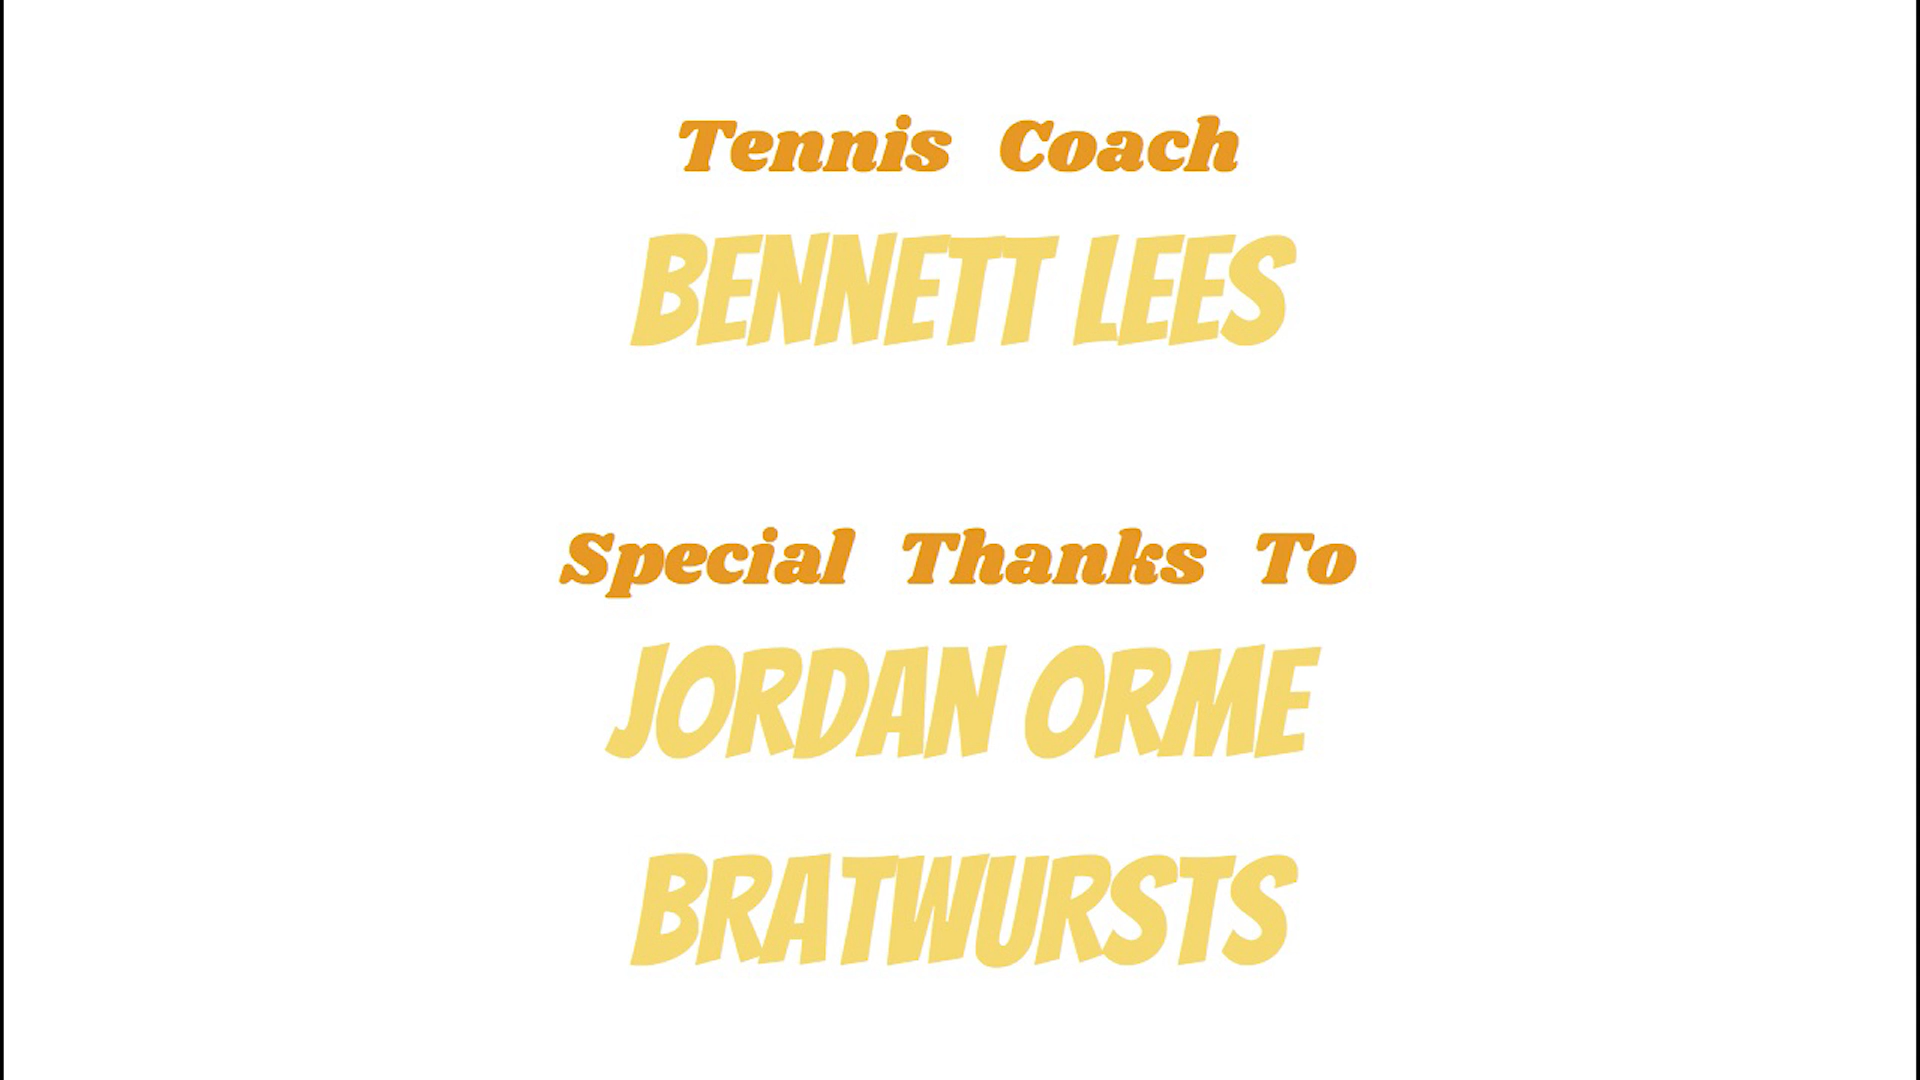 Tennis Coach
BENNETT LEES
Special Thanks To
JORDAN ORME
BRATWURSTS